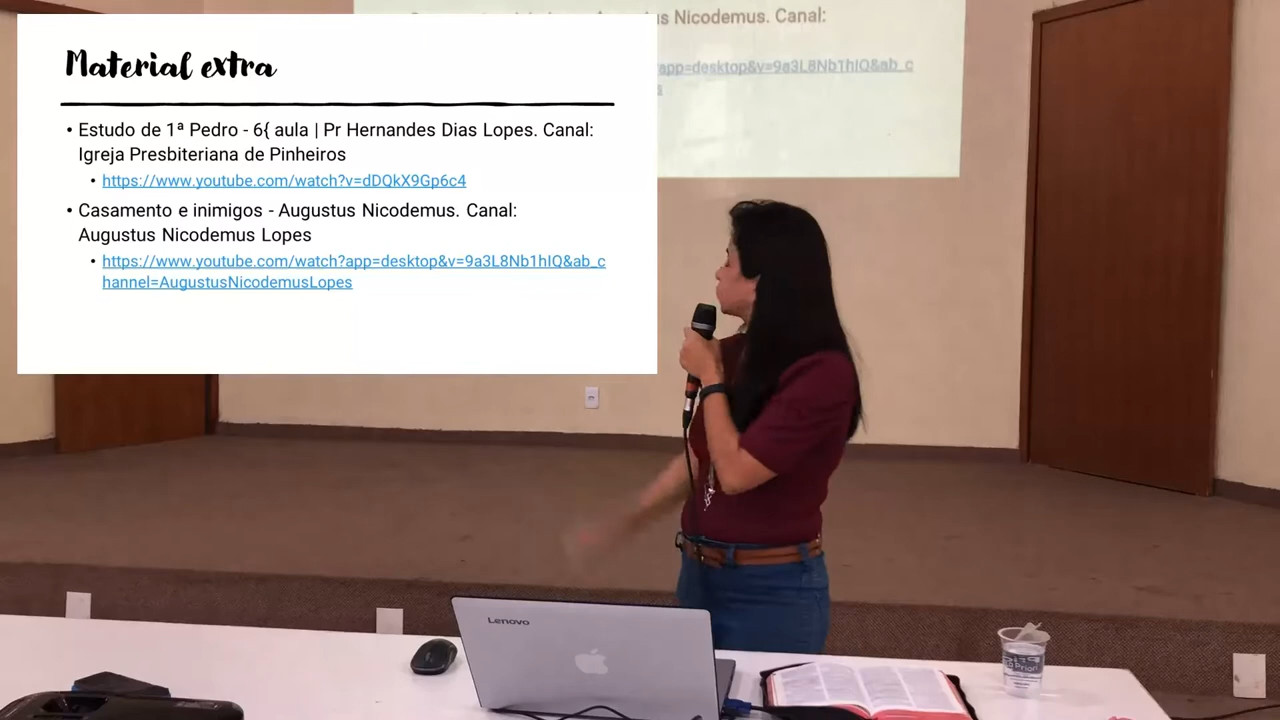 Material extra
• Estudo de 1ª Pedro - 6{ aula | Pr Hernandes Dias Lopes. Canal:
Igreja Presbiteriana de Pinheiros
• https://www.youtube.com/watch?v=dDQkX9Gp6c4
• Casamento e inimigos - Augustus Nicodemus. Canal:
Augustus Nicodemus Lopes
• https://www.youtube.com/watch?app=desktop&v=9a3L8Nb1hIQ&ab_c
hannel=AugustusNicodemusLopes
s Nicodemus. Canal:
app=desktop&v=9a3L8Nb1hIQ&ab_c
s
Lenovo